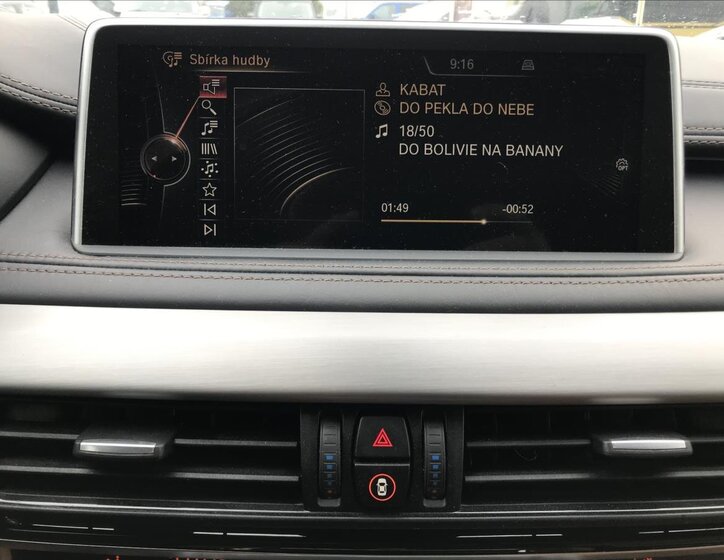 Sbírka hudby
9:16
KABAT
DO PEKLA DO NEBE
18/50
DO BOLIVIE NA BANANY
OPT
01:49
-00:52